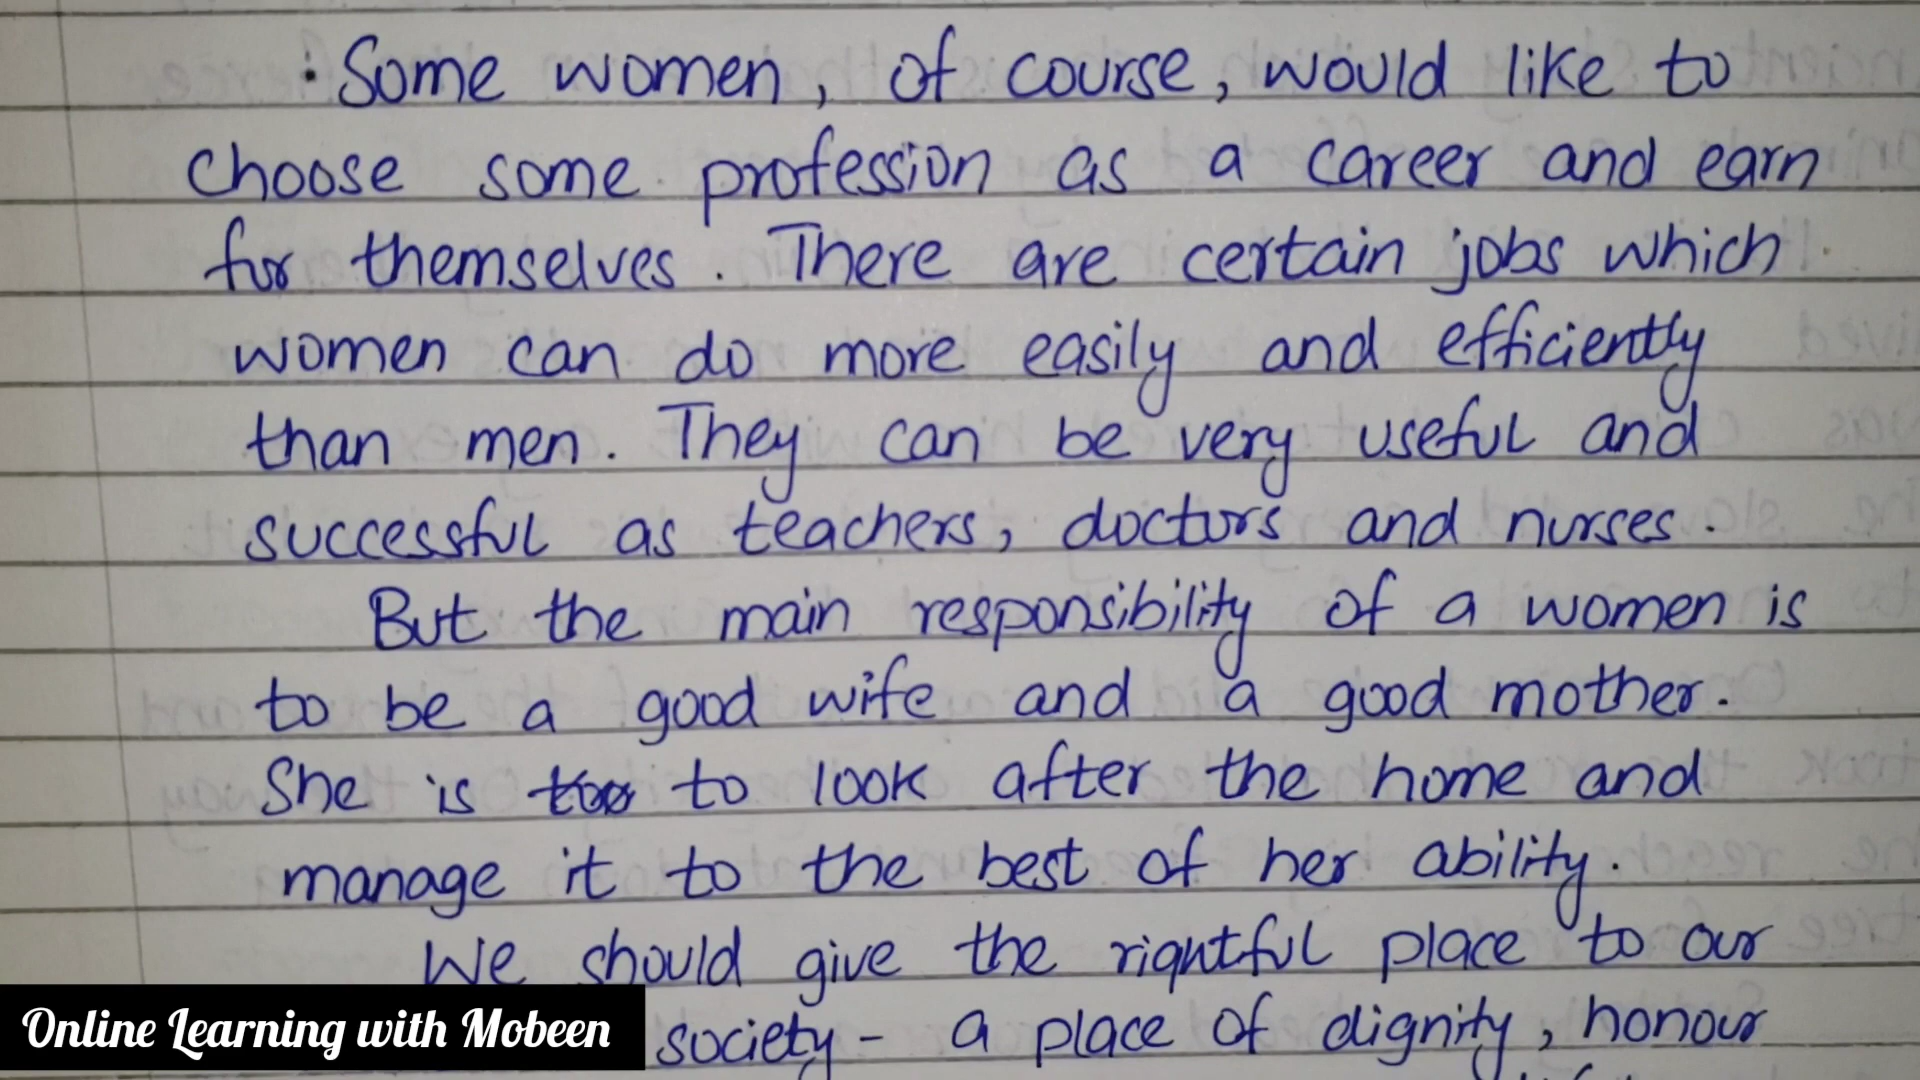 Some women, of course, would like to
choose some profession as a career and earn
for themselves. There are certain jobs which
women can do more easily and efficiently
than men. They can be very useful and
successful as teachers, doctors and nurses.
But the main responsibility of a women is
to be a good wife and a good mother.
She is to look after the home and
manage it to the best of her ability.
We should give the rightful place to our
society - a place of dignity, honour
Online Learning with Mobeen